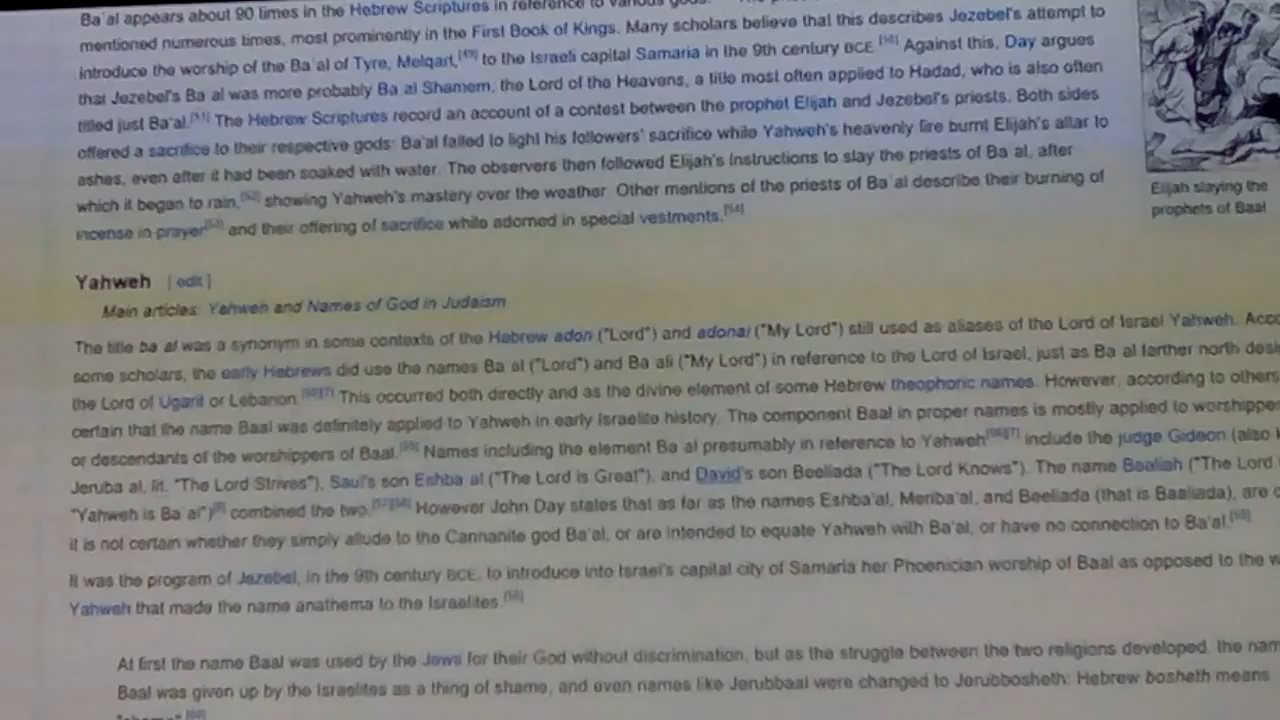 Ba'al appears about 90 times in the Hebrew Scriptures in reference to various gods.
mentioned numerous times, most prominently in the First Book of Kings. Many scholars believe that this describes Jezebel's attempt to
introduce the worship of the Ba'al of Tyre, Melqart,[49] to the Israeli capital Samaria in the 9th century BCE.[50] Against this, Day argues
that Jezebel's Ba'al was more probably Ba'al Shamem, the Lord of the Heavens, a title most often applied to Hadad, who is also often
titled just Ba'al.[51] The Hebrew Scriptures record an account of a contest between the prophet Elijah and Jezebel's priests. Both sides
offered a sacrifice to their respective gods: Ba'al failed to light his followers' sacrifice while Yahweh's heavenly fire burnt Elijah's altar to
ashes, even after it had been soaked with water. The observers then followed Elijah's instructions to slay the priests of Ba'al, after
which it began to rain,[52] showing Yahweh's mastery over the weather. Other mentions of the priests of Ba'al describe their burning of
incense in prayer[53] and their offering of sacrifice while adorned in special vestments.[54]
Elijah slaying the
prophets of Baal
Yahweh [edit]
Main articles: Yahweh and Names of God in Judaism
The title ba'al was a synonym in some contexts of the Hebrew adon ("Lord") and adonai ("My Lord") still used as aliases of the Lord of Israel Yahweh. Acco
some scholars, the early Hebrews did use the names Ba'al ("Lord") and Ba'ali ("My Lord") in reference to the Lord of Israel, just as Ba'al farther north desi
the Lord of Ugarit or Lebanon. This occurred both directly and as the divine element of some Hebrew theophoric names. However, according to others
certain that the name Baal was definitely applied to Yahweh in early Israelite history. The component Baal in proper names is mostly applied to worshippe
or descendants of the worshippers of Baal. Names including the element Ba'al presumably in reference to Yahweh include the judge Gideon (also k
Jeruba'al, lit. "The Lord Strives"), Saul's son Eshba'al ("The Lord is Great"), and David's son Beeliada ("The Lord Knows"). The name Bealiah ("The Lord
"Yahweh is Ba'al") combined the two. However John Day states that as far as the names Eshba'al, Meriba'al, and Beeliada (that is Baaliada), are c
it is not certain whether they simply allude to the Cannanite god Ba'al, or are intended to equate Yahweh with Ba'al, or have no connection to Ba'al.
It was the program of Jezebel, in the 9th century BCE, to introduce into Israel's capital city of Samaria her Phoenician worship of Baal as opposed to the w
Yahweh that made the name anathema to the Israelites.
At first the name Baal was used by the Jews for their God without discrimination, but as the struggle between the two religions developed, the nam
Baal was given up by the Israelites as a thing of shame, and even names like Jerubbaal were changed to Jerubbosheth: Hebrew bosheth means